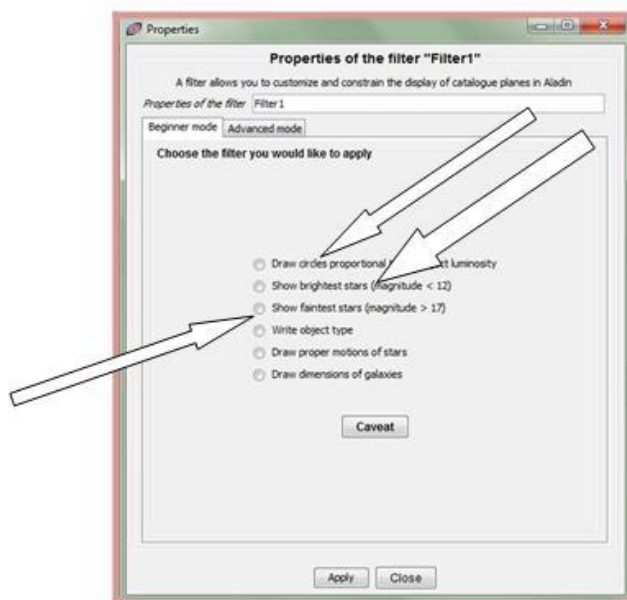 Properties
Properties of the filter "Filter1"
A filter allows you to customize and constrain the display of catalogue planes in Aladin
Properties of the filter Filter1
Beginner mode Advanced mode
Choose the filter you would like to apply
Draw circles proportional luminosity
Show brightest stars (magnitude < 12)
Show faintest stars (magnitude > 17)
Write object type
Draw proper motions of stars
Draw dimensions of galaxies
Caveat
Apply Close